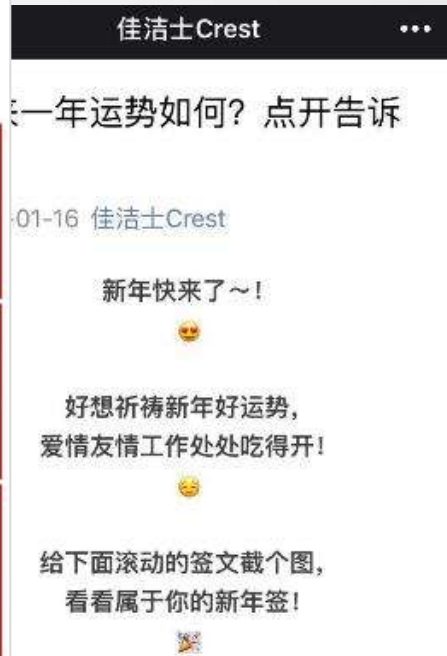 佳洁士Crest
一年运势如何？点开告诉
-01-16 佳洁士Crest
新年快来了～!
好想祈祷新年好运势，
爱情友情工作处处吃得开!
给下面滚动的签文截个图，
看看属于你的新年签!